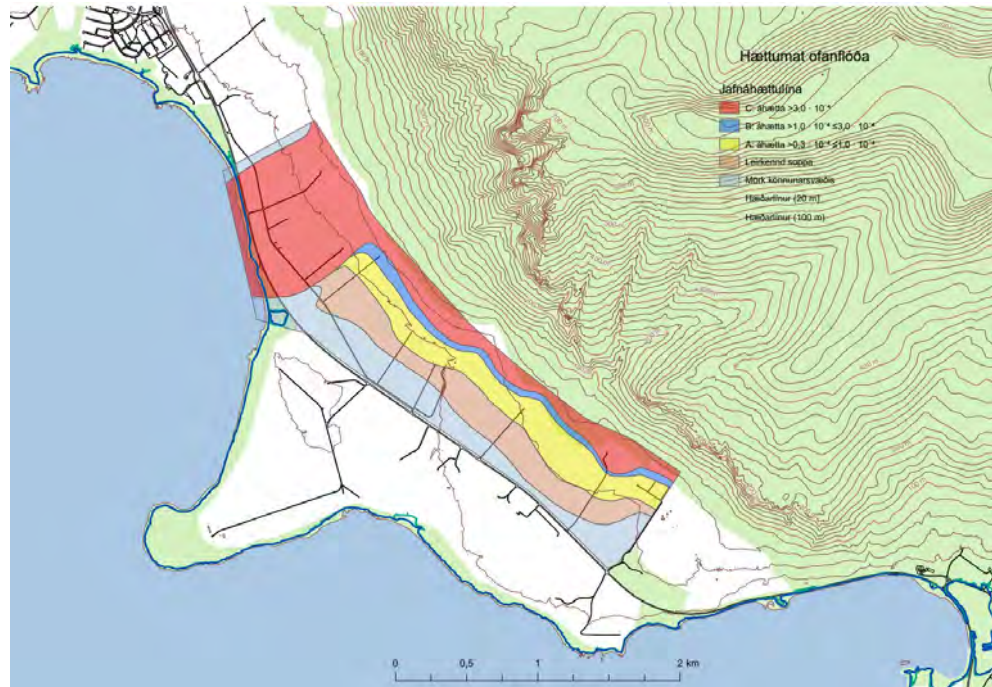 Hættumat ofanflóða
Jafnáhættulína
C: áhætta >3,0 · 10⁻⁴
B: áhætta >1,0 · 10⁻⁴ ≤3,0 · 10⁻⁴
A: áhætta >0,3 · 10⁻⁴ ≤1,0 · 10⁻⁴
Leirkennd soppa
Mörk könnunarsvæðis
Hæðarlínur (20 m)
Hæðarlínur (100 m)
0 0,5 1 2 km